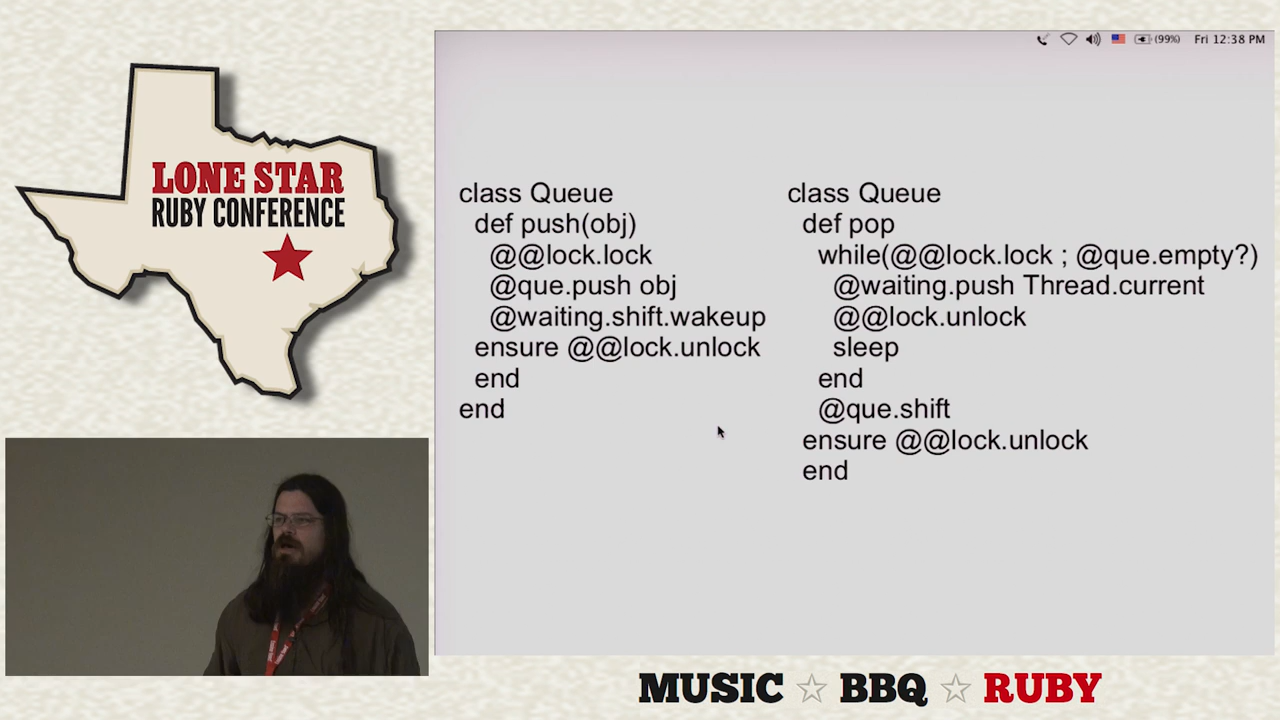 LONE STAR
RUBY CONFERENCE
(99%) Fri 12:38 PM
class Queue
def push(obj)
@@lock.lock
@que.push obj
@waiting.shift.wakeup
ensure @@lock.unlock
end
end
class Queue
def pop
while(@@lock.lock ; @que.empty?)
@waiting.push Thread.current
@@lock.unlock
sleep
end
@que.shift
ensure @@lock.unlock
end
MUSIC ☆ BBQ ☆ RUBY